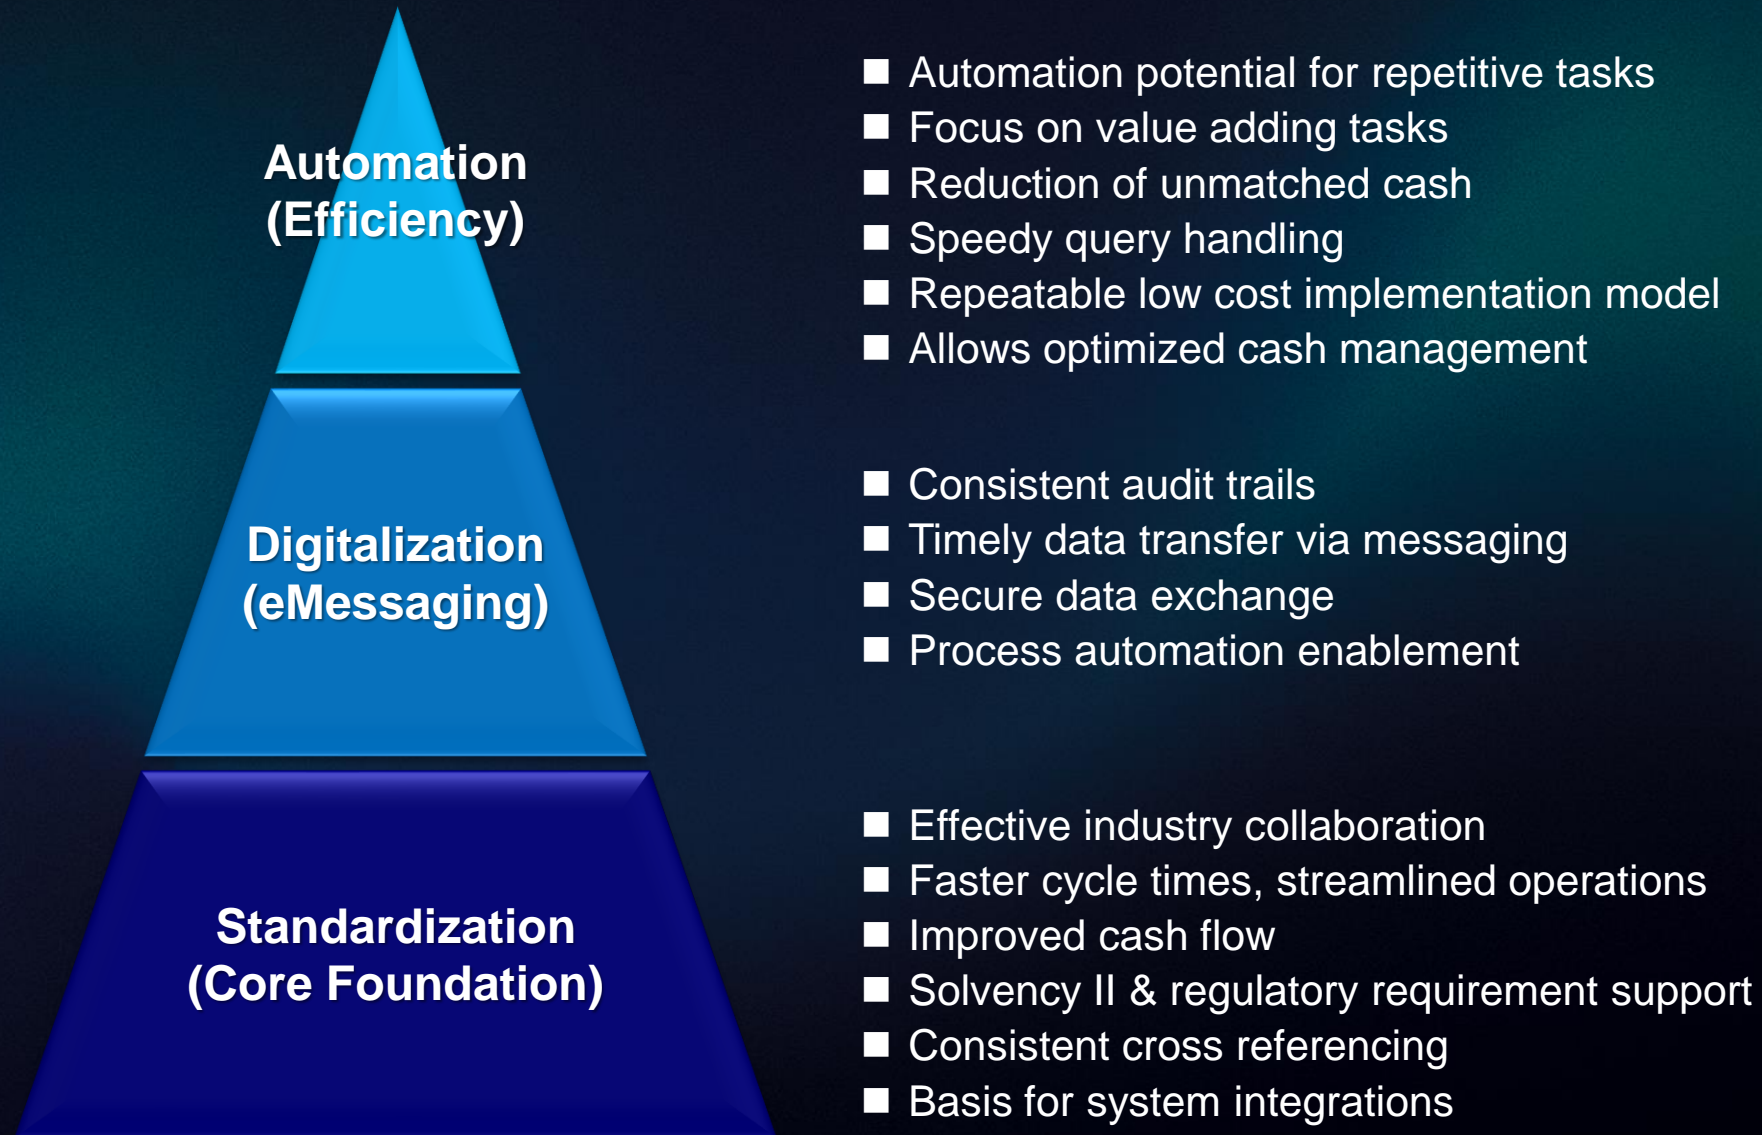 Automation
(Efficiency)
■ Automation potential for repetitive tasks
■ Focus on value adding tasks
■ Reduction of unmatched cash
■ Speedy query handling
■ Repeatable low cost implementation model
■ Allows optimized cash management
Digitalization
(eMessaging)
■ Consistent audit trails
■ Timely data transfer via messaging
■ Secure data exchange
■ Process automation enablement
Standardization
(Core Foundation)
■ Effective industry collaboration
■ Faster cycle times, streamlined operations
■ Improved cash flow
■ Solvency II & regulatory requirement support
■ Consistent cross referencing
■ Basis for system integrations